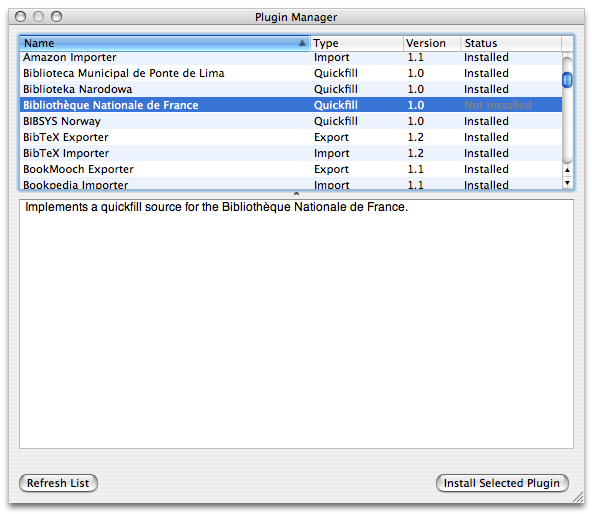 Plugin Manager
Name Type Version Status
Amazon Importer Import 1.1 Installed
Biblioteca Municipal de Ponte de Lima Quickfill 1.0 Installed
Biblioteka Narodowa Quickfill 1.0 Installed
Bibliothèque Nationale de France Quickfill 1.0 Not Installed
BIBSYS Norway Quickfill 1.0 Installed
BibTeX Exporter Export 1.2 Installed
BibTeX Importer Import 1.2 Installed
BookMooch Exporter Export 1.1 Installed
Bookpedia Importer Import 1.1 Installed
Implements a quickfill source for the Bibliothèque Nationale de France.
Refresh List Install Selected Plugin